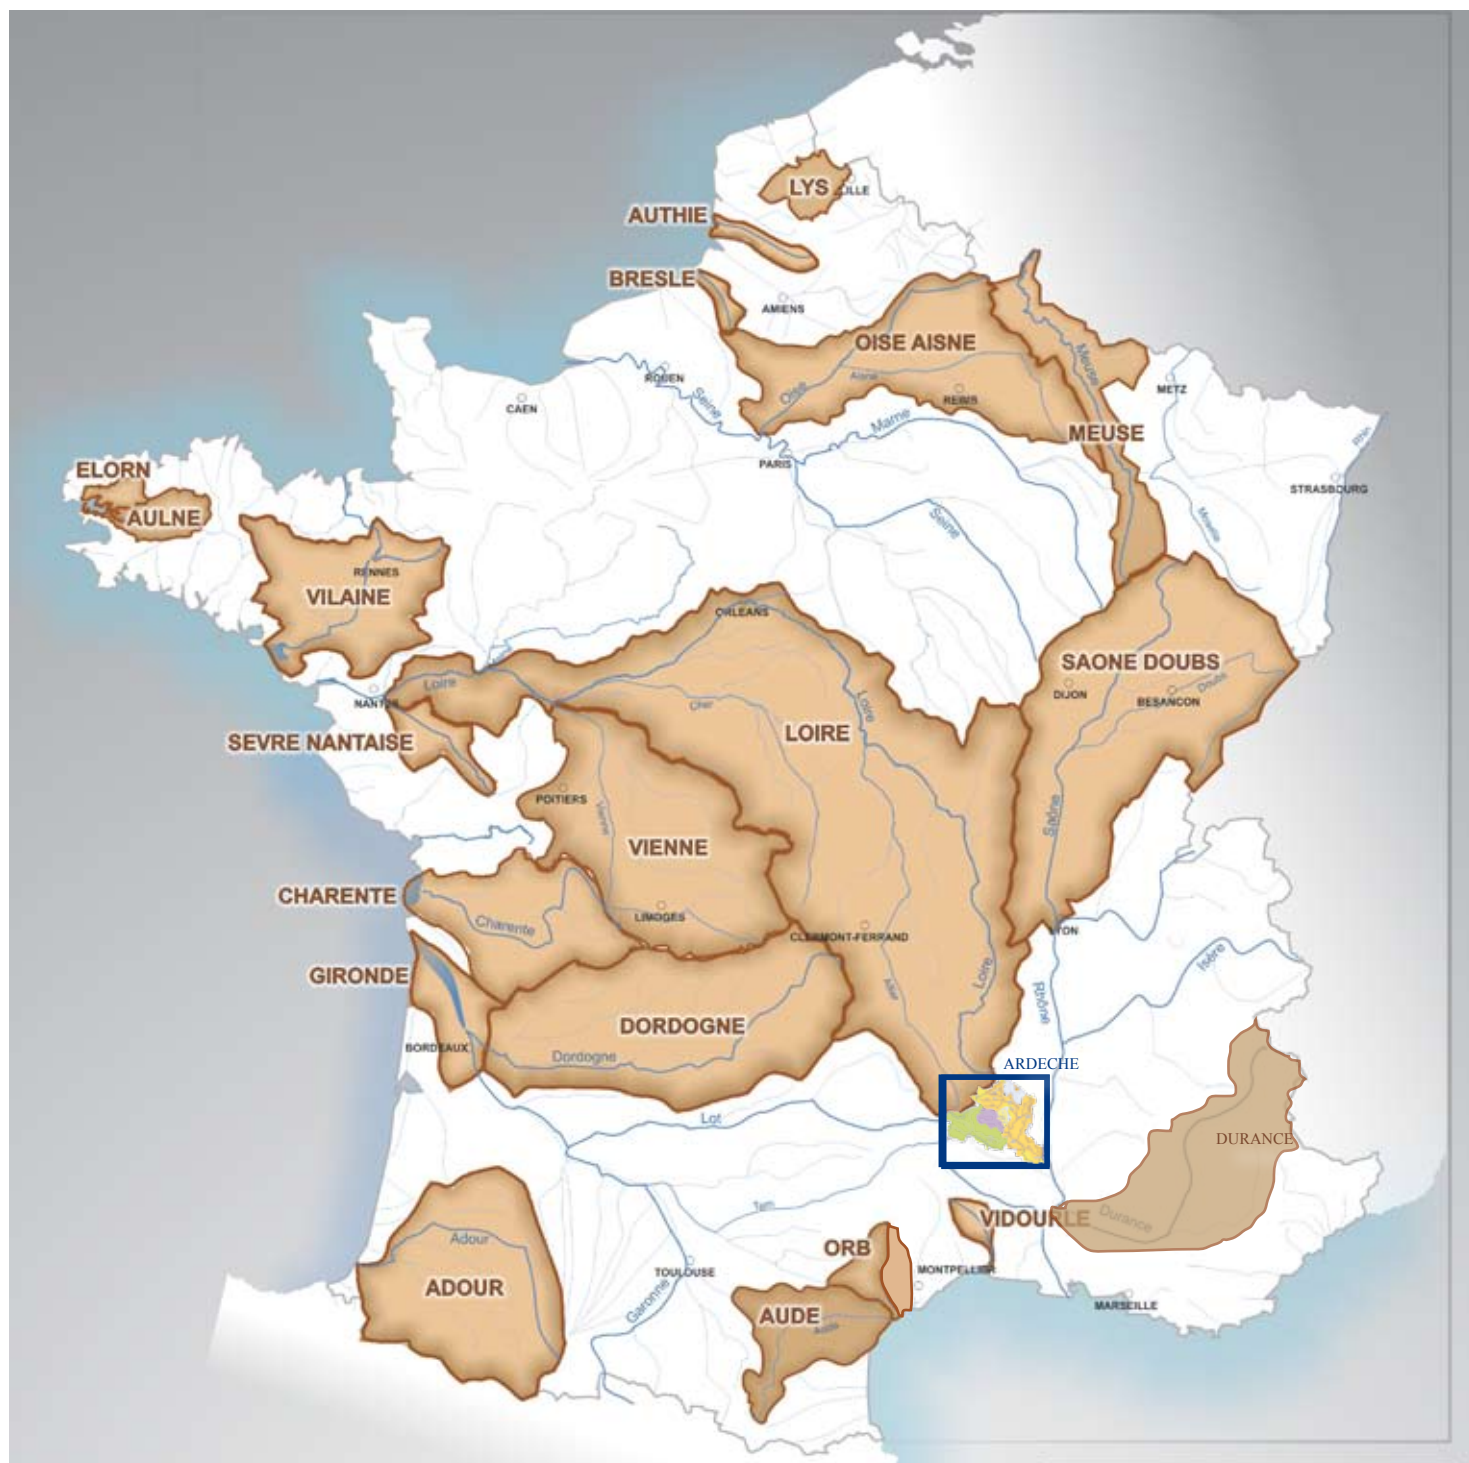 LYS
LILLE
AUTHIE
BRESLE
AMIENS
OISE AISNE
Meuse
Aisne
Oise
METZ
ROUEN
REIMS
CAEN
Seine
Marne
MEUSE
Rhin
PARIS
ELORN
STRASBOURG
AULNE
Seine
Moselle
RENNES
VILAINE
ORLEANS
SAONE DOUBS
Loire
DIJON
Doubs
BESANCON
NANTES
Cher
Loire
LOIRE
SEVRE NANTAISE
POITIERS
Vienne
Saône
VIENNE
CHARENTE
LIMOGES
Charente
CLERMONT-FERRAND
LYON
Isère
GIRONDE
Loire
Allier
Rhône
DORDOGNE
BORDEAUX
Dordogne
ARDECHE
Lot
DURANCE
Tarn
VIDOURLE
Durance
Adour
ORB
TOULOUSE
MONTPELLIER
ADOUR
Garonne
AUDE
Aude
MARSEILLE